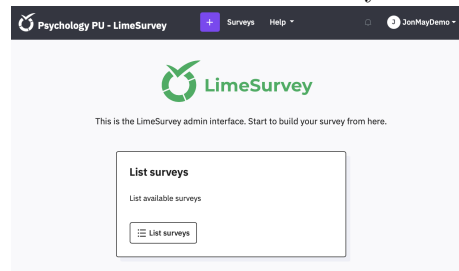 Psychology PU - LimeSurvey + Surveys Help J JonMayDemo
LimeSurvey
This is the LimeSurvey admin interface. Start to build your survey from here.
List surveys
List available surveys
List surveys